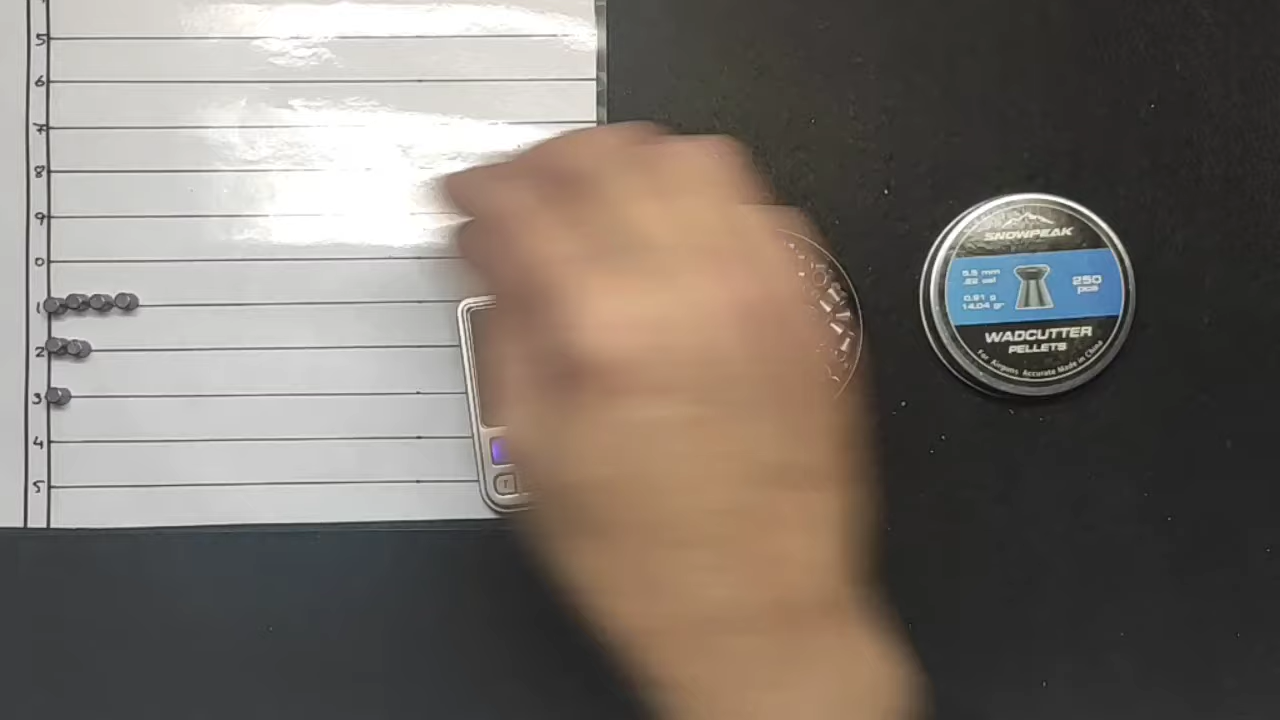 5
6
7
8
9
0
1
2
3
4
5
T
SNOWPEAK
5.5 mm
.22 cal
250
pcs
0.91 g
14.04 gr
WADCUTTER
PELLETS
For Airguns Accurate Made in China